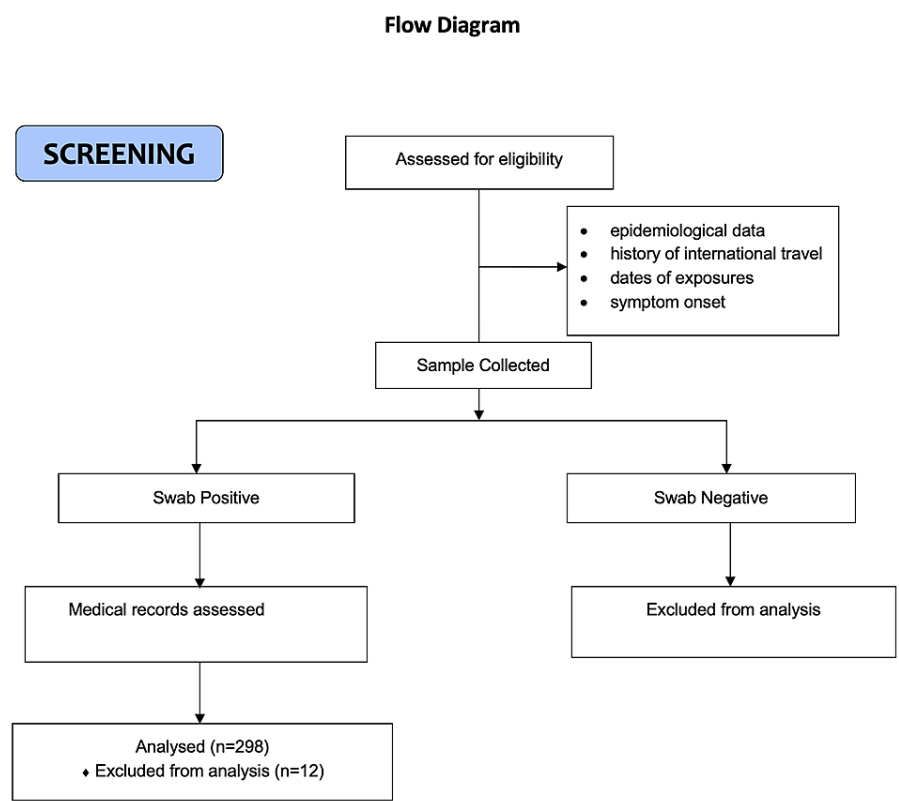 Flow Diagram
SCREENING
Assessed for eligibility
• epidemiological data
• history of international travel
• dates of exposures
• symptom onset
Sample Collected
Swab Positive
Swab Negative
Medical records assessed
Excluded from analysis
Analysed (n=298)
♦ Excluded from analysis (n=12)